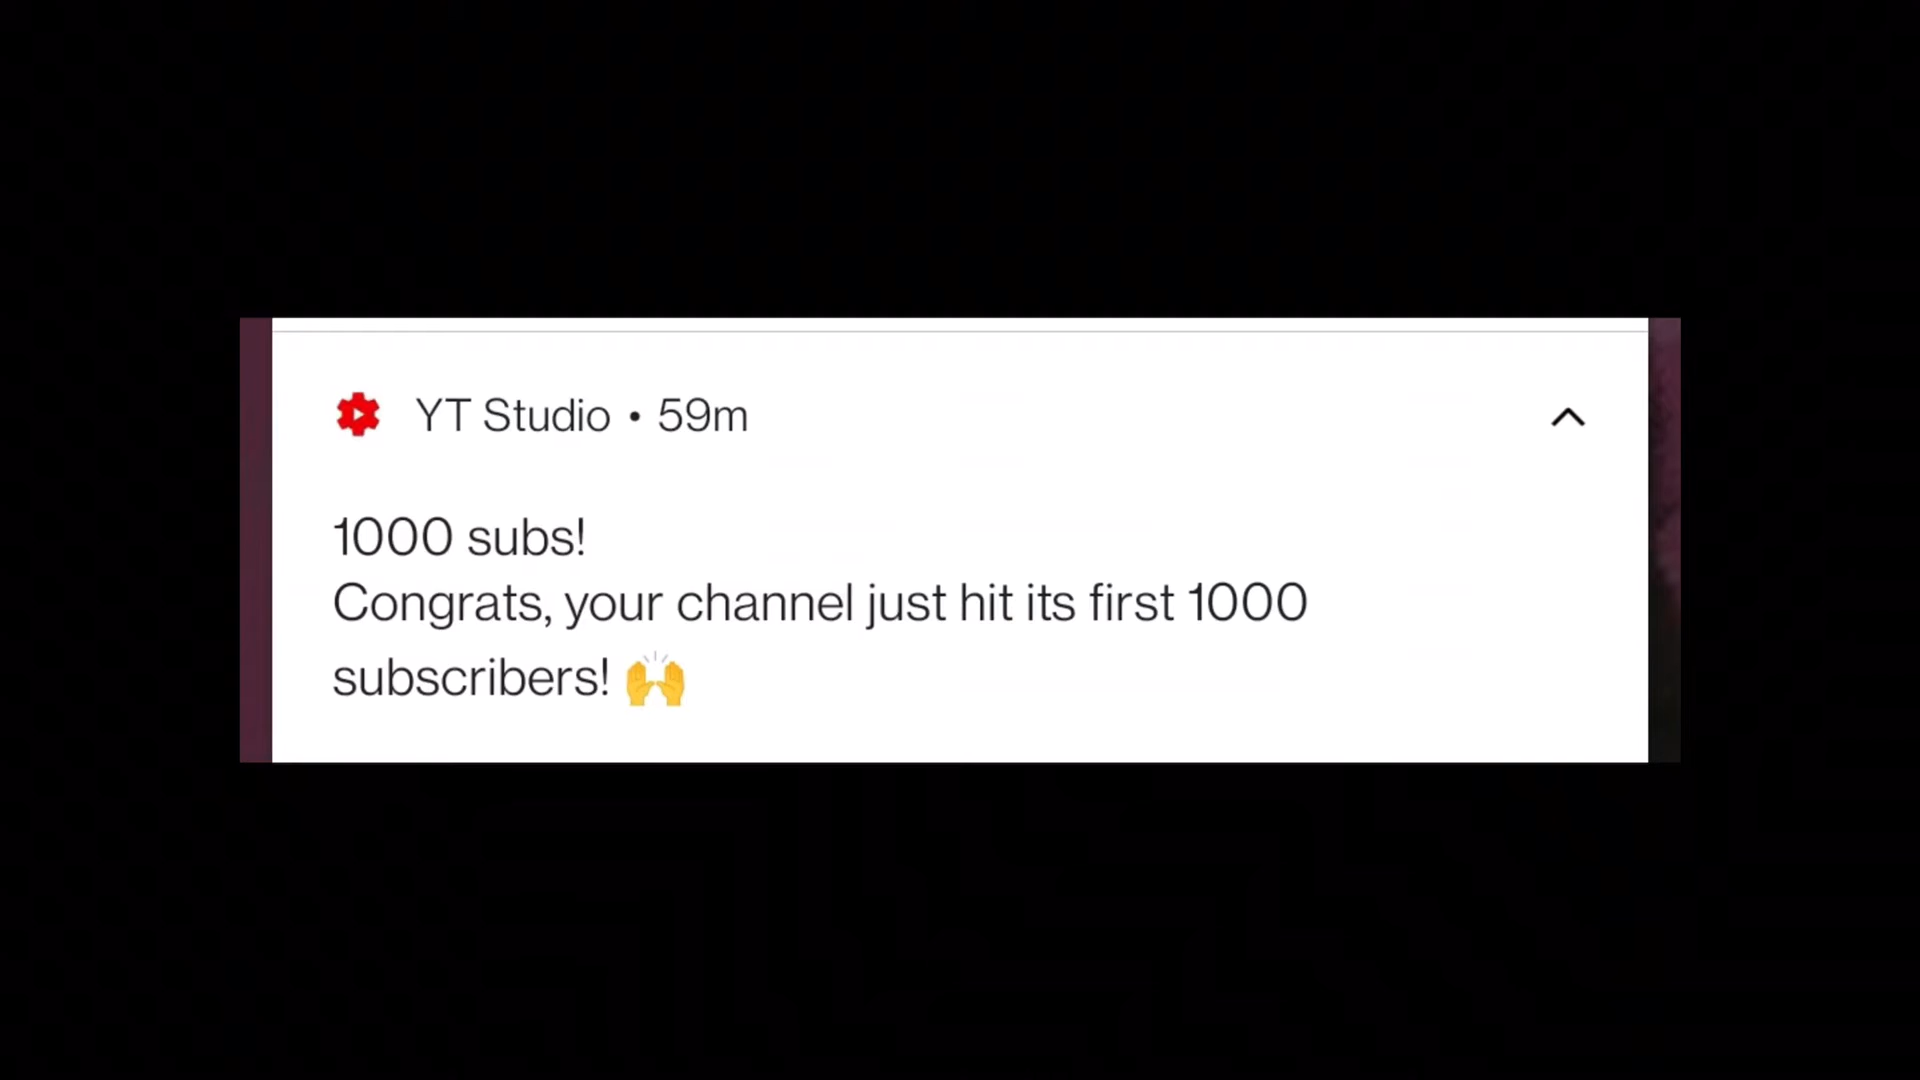 YT Studio • 59m
1000 subs!
Congrats, your channel just hit its first 1000
subscribers! 🙌